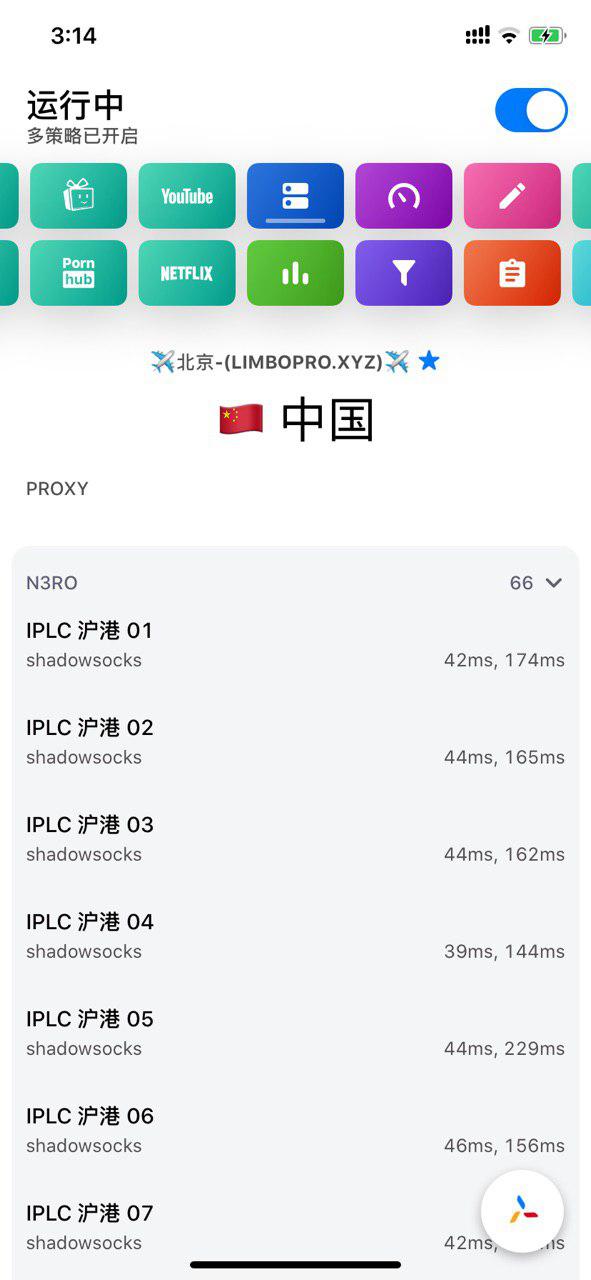 3:14
运行中
多策略已开启
YouTube
Porn
hub
NETFLIX
✈️北京-(LIMBOPRO.XYZ)✈️ ★
🇨🇳 中国
PROXY
N3RO 66
IPLC 沪港 01
shadowsocks 42ms, 174ms
IPLC 沪港 02
shadowsocks 44ms, 165ms
IPLC 沪港 03
shadowsocks 44ms, 162ms
IPLC 沪港 04
shadowsocks 39ms, 144ms
IPLC 沪港 05
shadowsocks 44ms, 229ms
IPLC 沪港 06
shadowsocks 46ms, 156ms
IPLC 沪港 07
shadowsocks 42ms,